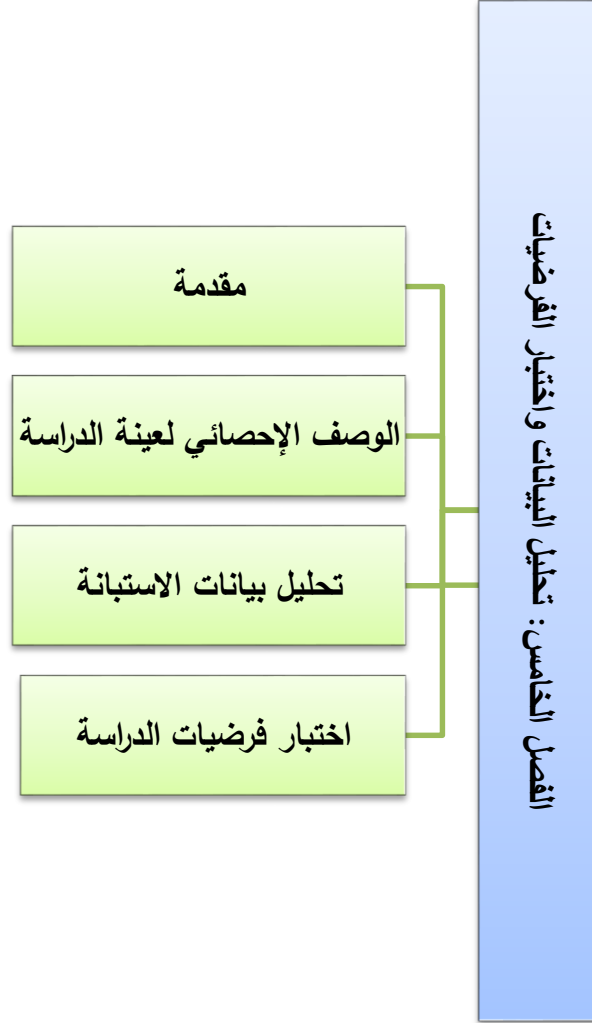 الفصل الخامس: تحليل البيانات واختبار الفرضيات
مقدمة
الوصف الإحصائي لعينة الدراسة
تحليل بيانات الاستبانة
اختبار فرضيات الدراسة